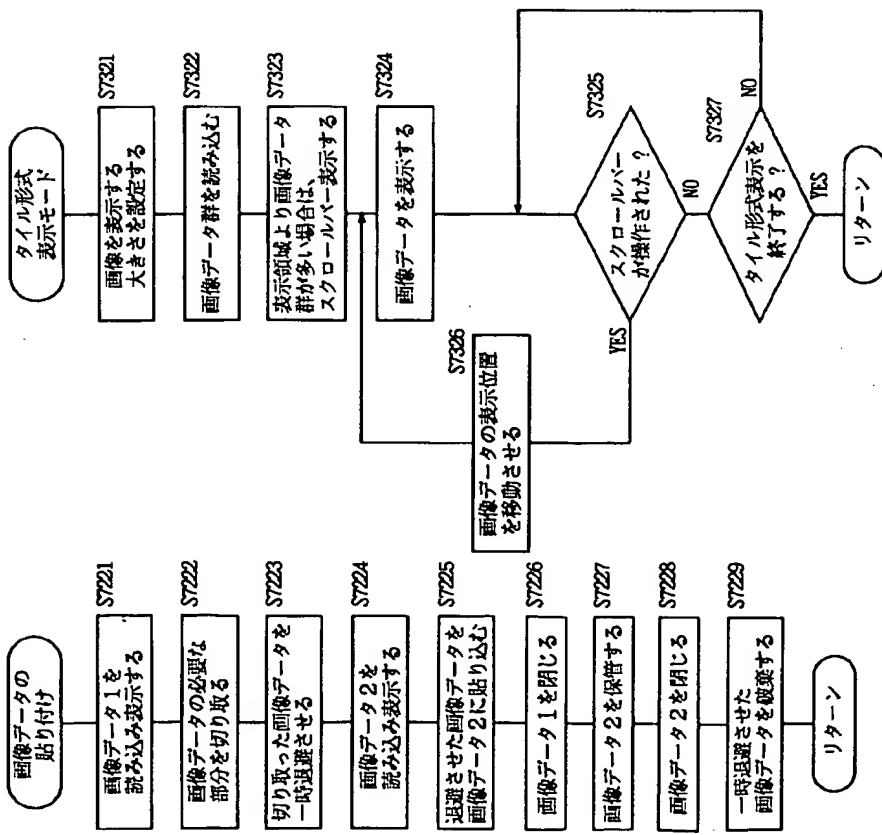 画像データの
貼り付け
画像データ1を
読み込み表示する
S7221
画像データの必要な
部分を切り取る
S7222
切り取った画像データを
一時退避させる
S7223
画像データ2を
読み込み表示する
S7224
退避させた画像データを
画像データ2に貼り込む
S7225
画像データ1を閉じる
S7226
画像データ2を保管する
S7227
画像データ2を閉じる
S7228
一時退避させた
画像データを破棄する
S7229
リターン
タイル形式
表示モード
画像を表示する
大きさを設定する
S7321
画像データ群を読み込む
S7322
表示領域より画像データ
群が多い場合は、
スクロールバー表示する
S7323
画像データを表示する
S7324
スクロールバー
が操作された？
S7325
YES
NO
画像データの表示位置
を移動させる
S7326
タイル形式表示を
終了する？
S7327
NO
YES
リターン